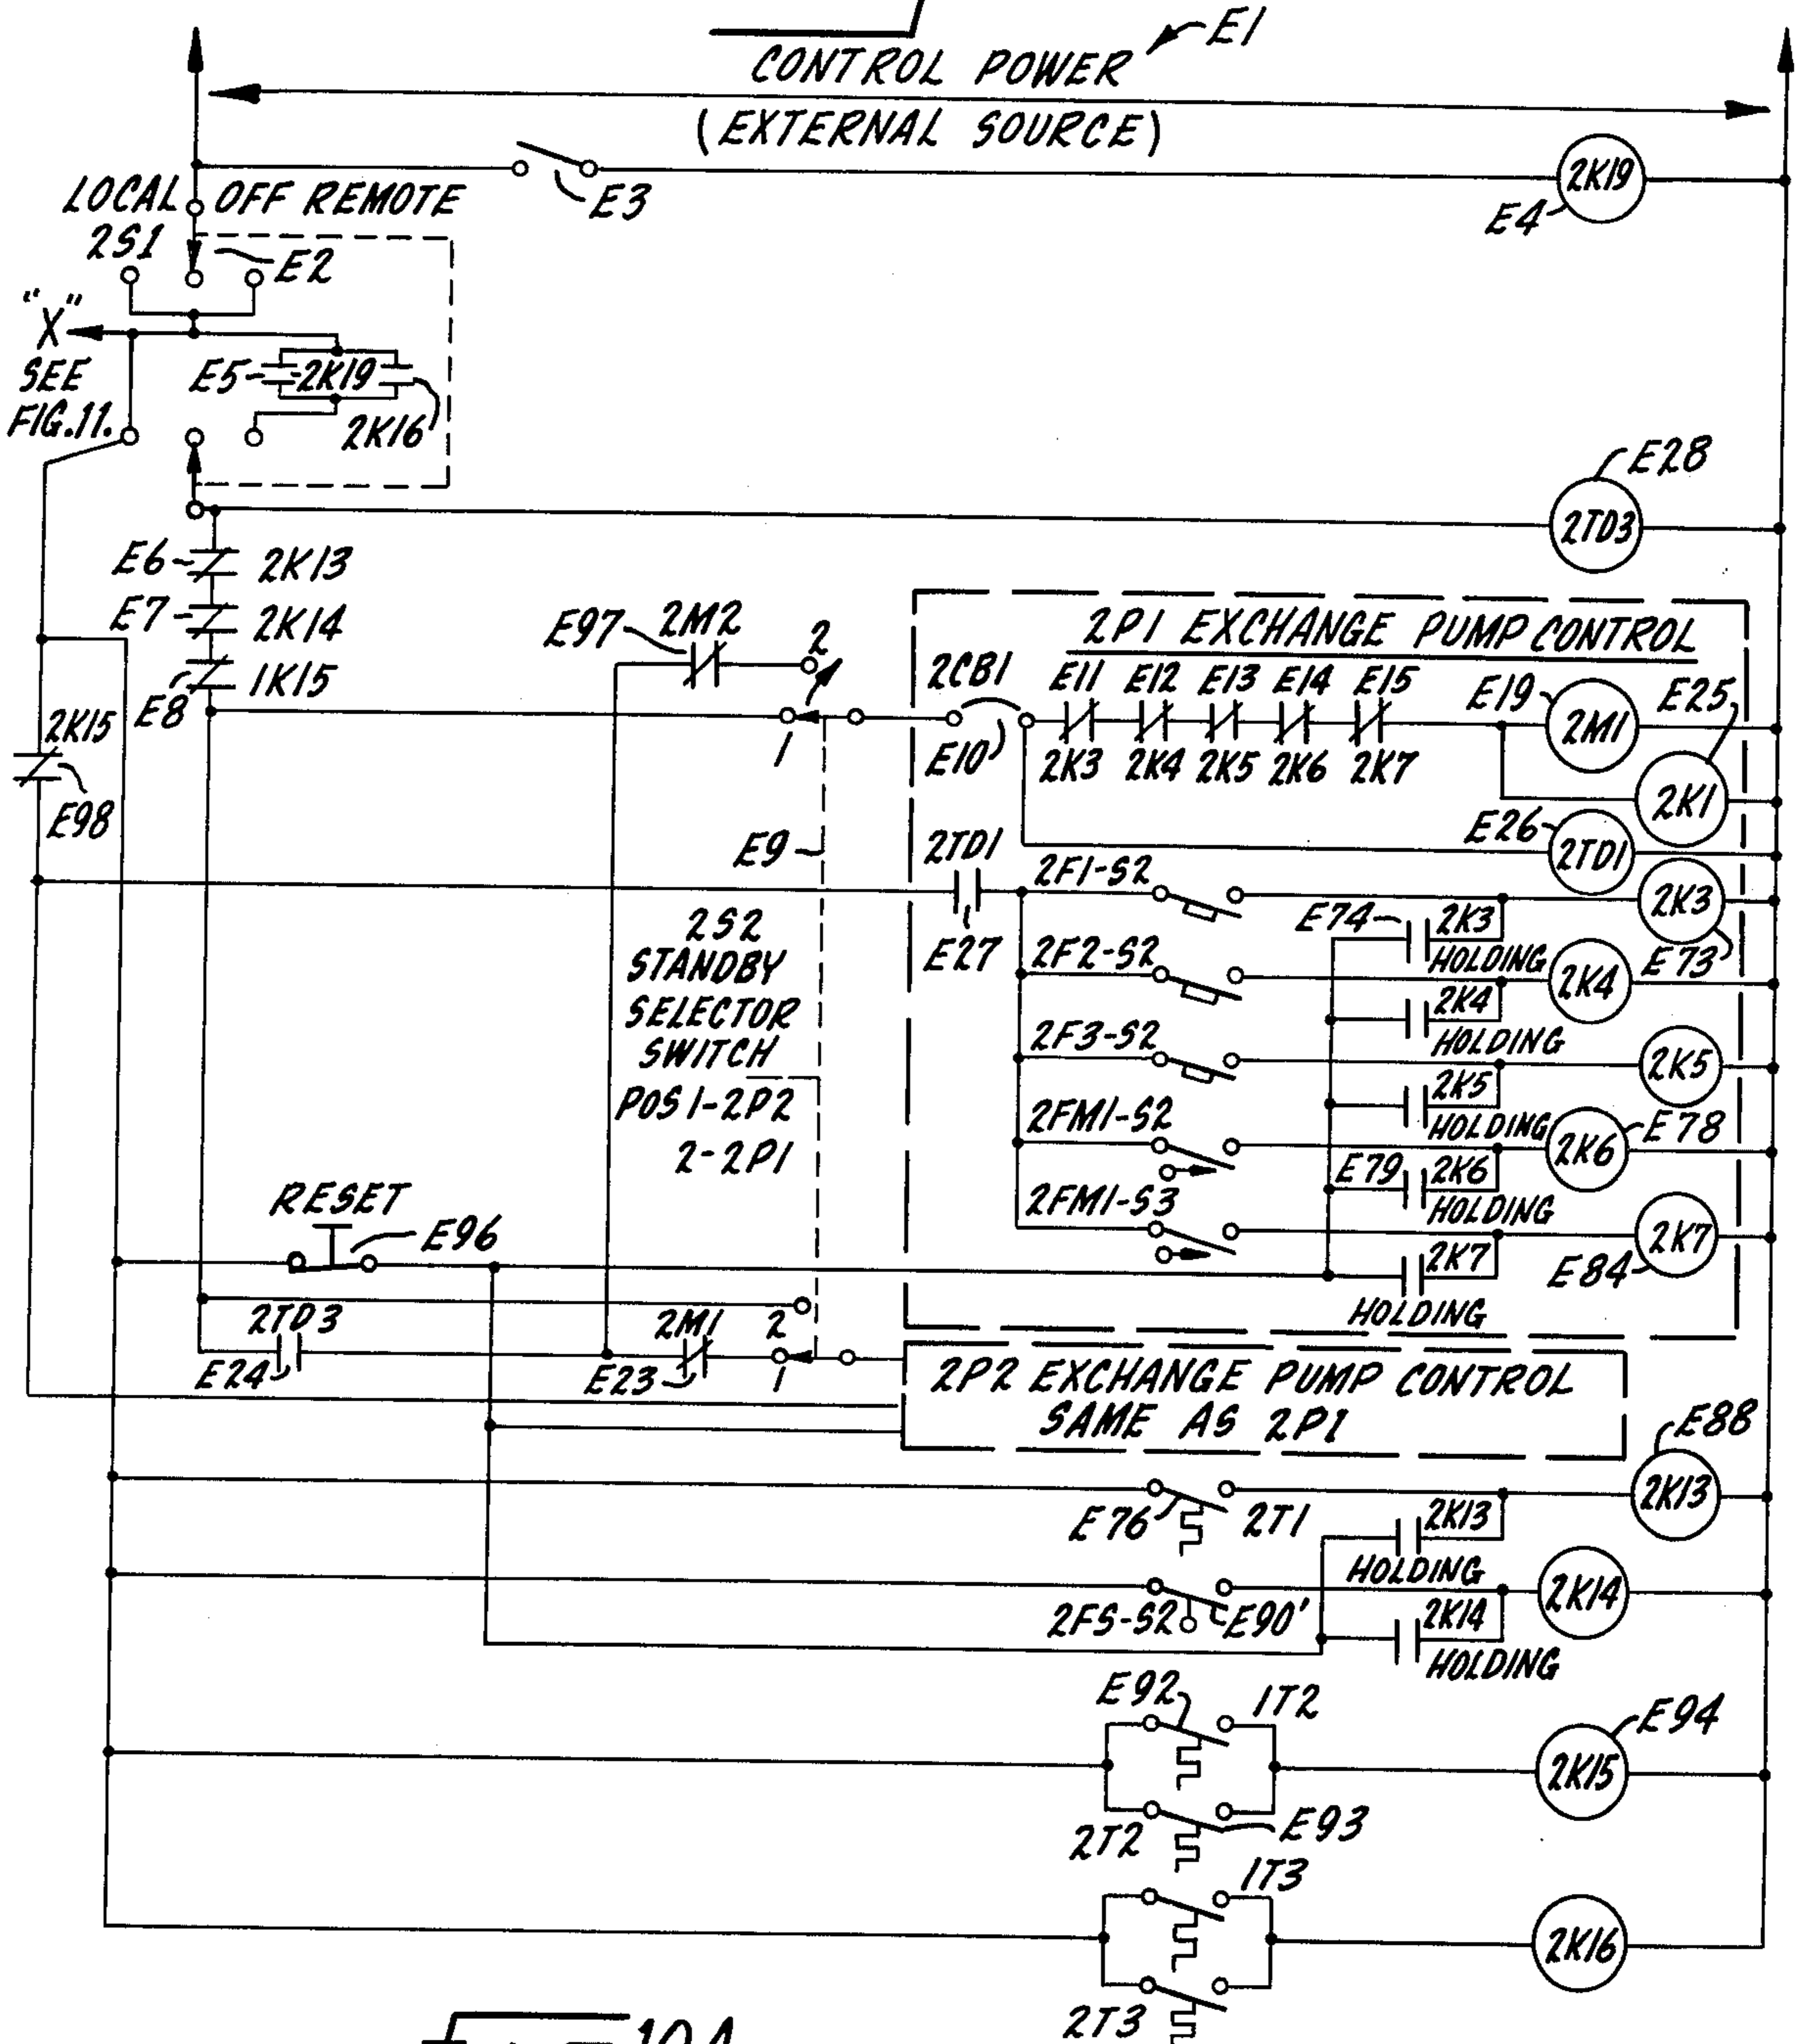 E1
CONTROL POWER
(EXTERNAL SOURCE)
2K19
E3
E4
LOCAL OFF REMOTE
2S1
E2
"X"
SEE
FIG.11.
E5
2K19
2K16
E28
2TD3
E6
2K13
E7
2K14
E8
1K15
E97
2M2
2
2P1 EXCHANGE PUMP CONTROL
2CB1
E11
E12
E13
E14
E15
E19
E25
2M1
1
E10
2K3
2K4
2K5
2K6
2K7
2K1
2K15
E98
E9
E26
2TD1
2TD1
2F1-S2
2K3
E74
2K3
E27
HOLDING
E73
2S2
STANDBY
SELECTOR
SWITCH
POS 1-2P2
2-2P1
2F2-S2
2K4
2K4
HOLDING
2F3-S2
2K5
2K5
HOLDING
2FM1-S2
2K6
E78
E79
2K6
HOLDING
2FM1-S3
2K7
2K7
E84
HOLDING
RESET
E96
2TD3
2M1
2
E24
E23
1
2P2 EXCHANGE PUMP CONTROL
SAME AS 2P1
E88
2K13
E76
2T1
2K13
HOLDING
2K14
2FS-S2
E90'
2K14
HOLDING
E92
1T2
E94
2K15
2T2
E93
1T3
2K16
2T3
10A